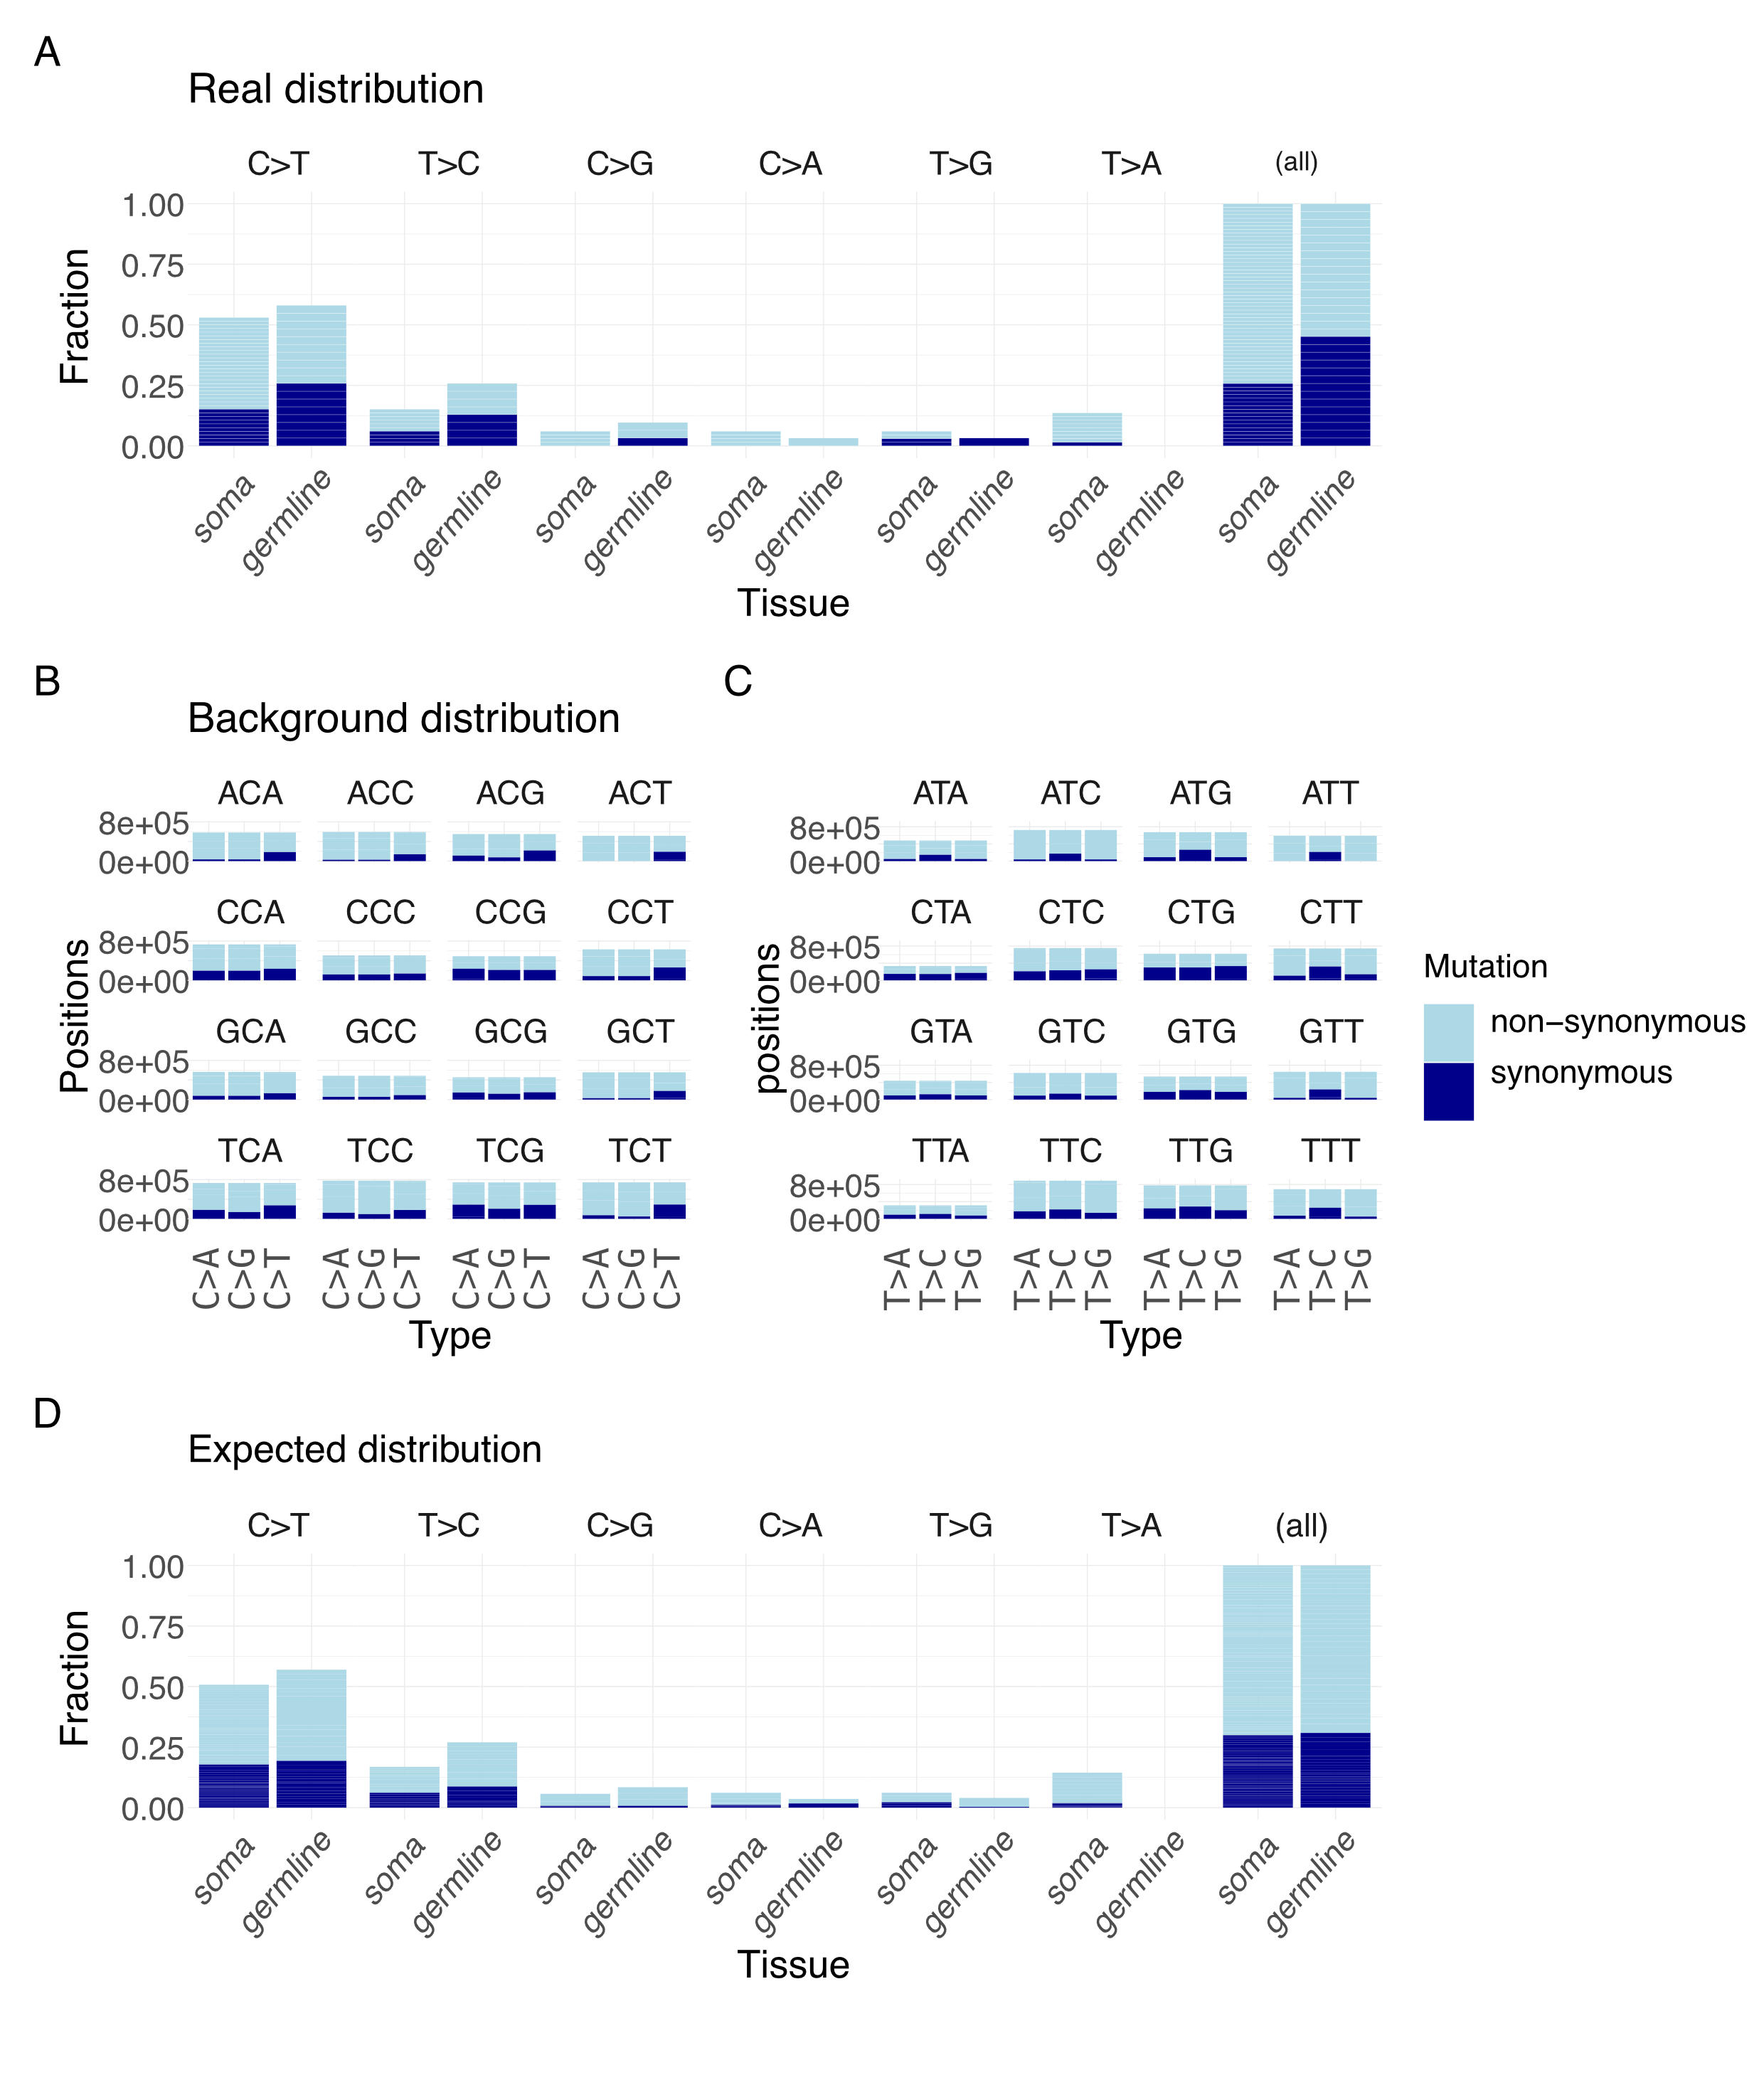 A
Real distribution
C>T T>C C>G C>A T>G T>A (all)
1.00
0.75
0.50
0.25
0.00
Fraction
soma germline soma germline soma germline soma germline soma germline soma germline soma germline
Tissue
B
Background distribution
ACA ACC ACG ACT
8e+05
0e+00
CCA CCC CCG CCT
8e+05
0e+00
GCA GCC GCG GCT
8e+05
0e+00
TCA TCC TCG TCT
8e+05
0e+00
Positions
C>A C>G C>T C>A C>G C>T C>A C>G C>T C>A C>G C>T
Type
C
ATA ATC ATG ATT
8e+05
0e+00
CTA CTC CTG CTT
8e+05
0e+00
GTA GTC GTG GTT
8e+05
0e+00
TTA TTC TTG TTT
8e+05
0e+00
positions
T>A T>C T>G T>A T>C T>G T>A T>C T>G T>A T>C T>G
Type
Mutation
non−synonymous
synonymous
D
Expected distribution
C>T T>C C>G C>A T>G T>A (all)
1.00
0.75
0.50
0.25
0.00
Fraction
soma germline soma germline soma germline soma germline soma germline soma germline soma germline
Tissue